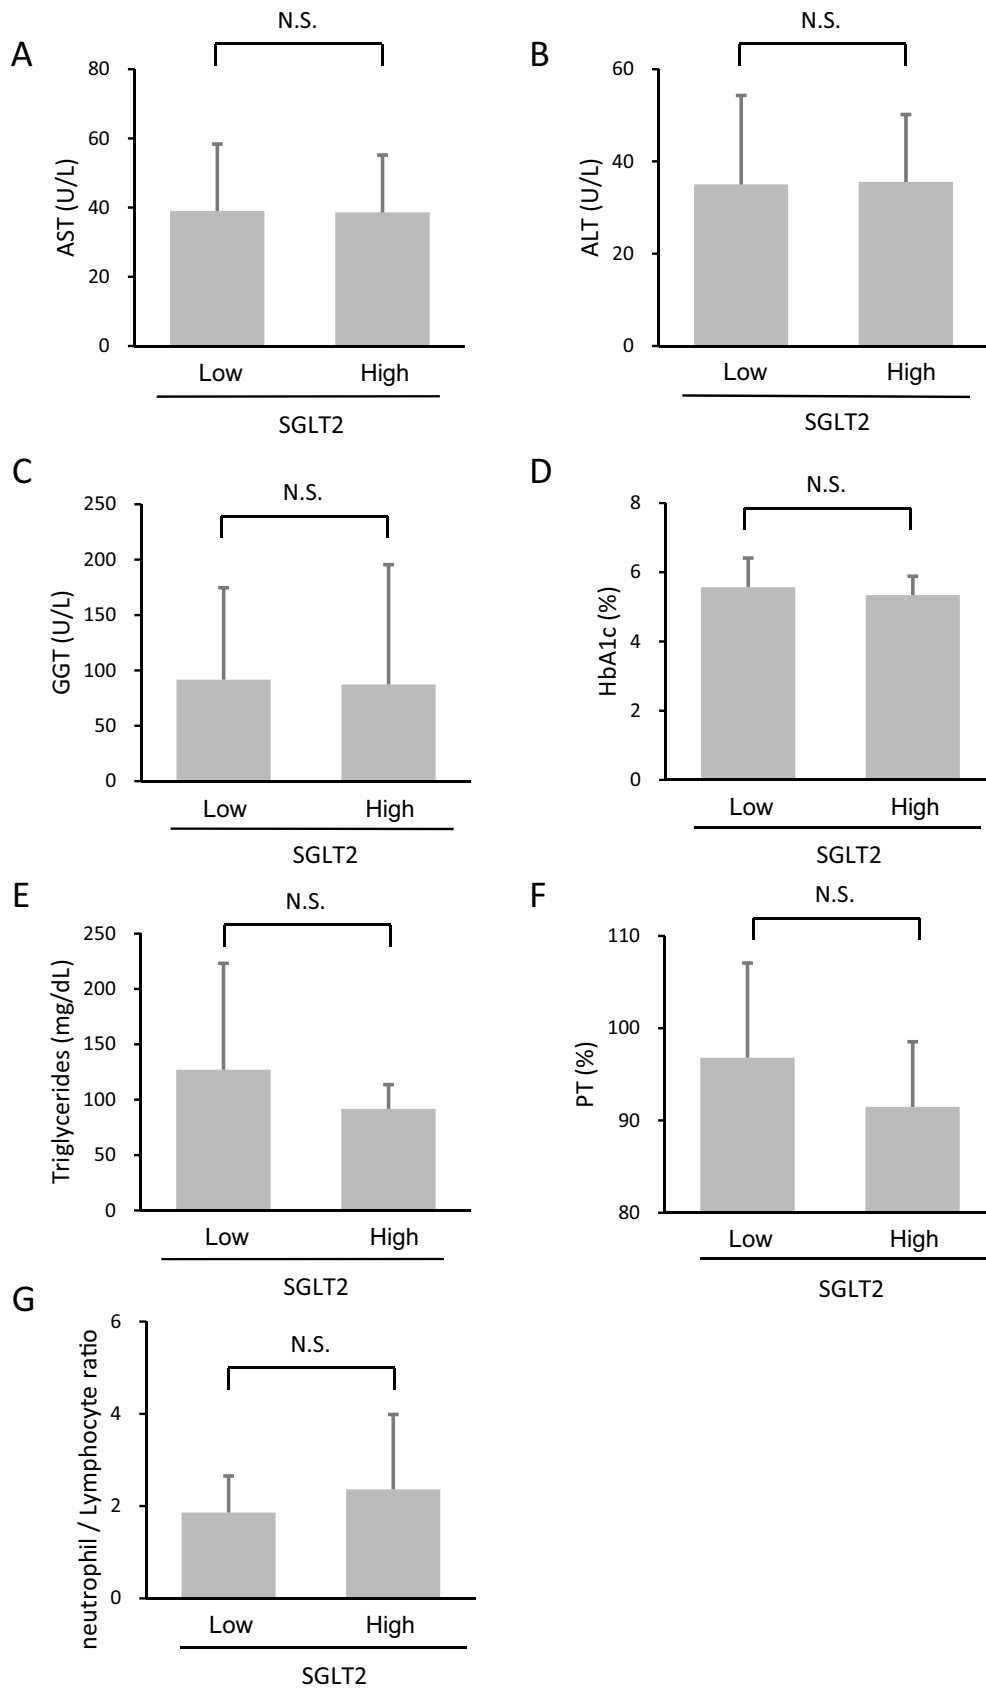 A
N.S.
AST (U/L)
80
60
40
20
0
Low High
SGLT2
B
N.S.
ALT (U/L)
60
40
20
0
Low High
SGLT2
C
N.S.
GGT (U/L)
250
200
150
100
50
0
Low High
SGLT2
D
N.S.
HbA1c (%)
8
6
4
2
0
Low High
SGLT2
E
N.S.
Triglycerides (mg/dL)
250
200
150
100
50
0
Low High
SGLT2
F
N.S.
PT (%)
110
100
90
80
Low High
SGLT2
G
N.S.
neutrophil / Lymphocyte ratio
6
4
2
0
Low High
SGLT2